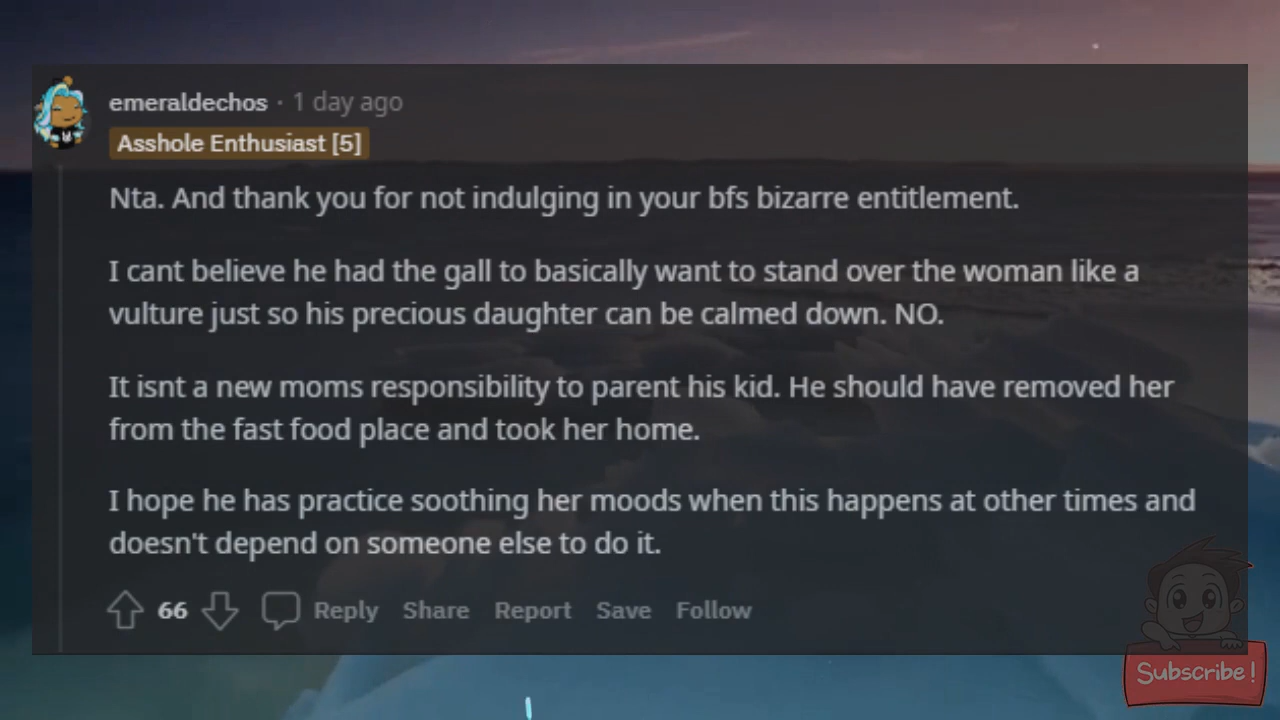 emeraldechos · 1 day ago
Asshole Enthusiast [5]
Nta. And thank you for not indulging in your bfs bizarre entitlement.
I cant believe he had the gall to basically want to stand over the woman like a
vulture just so his precious daughter can be calmed down. NO.
It isnt a new moms responsibility to parent his kid. He should have removed her
from the fast food place and took her home.
I hope he has practice soothing her moods when this happens at other times and
doesn't depend on someone else to do it.
66 Reply Share Report Save Follow
Subscribe!